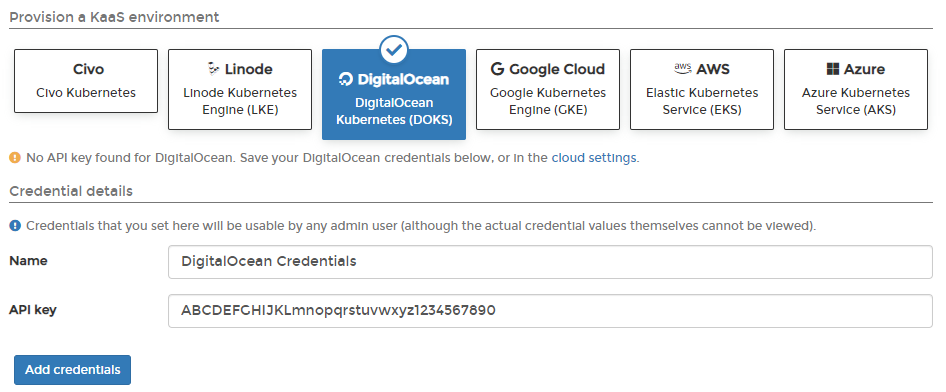 Provision a KaaS environment
Civo
Civo Kubernetes
Linode
Linode Kubernetes
Engine (LKE)
DigitalOcean
DigitalOcean
Kubernetes (DOKS)
Google Cloud
Google Kubernetes
Engine (GKE)
aws AWS
Elastic Kubernetes
Service (EKS)
Azure
Azure Kubernetes
Service (AKS)
No API key found for DigitalOcean. Save your DigitalOcean credentials below, or in the cloud settings.
Credential details
Credentials that you set here will be usable by any admin user (although the actual credential values themselves cannot be viewed).
Name
DigitalOcean Credentials
API key
ABCDEFGHIJKLmnopqrstuvwxyz1234567890
Add credentials